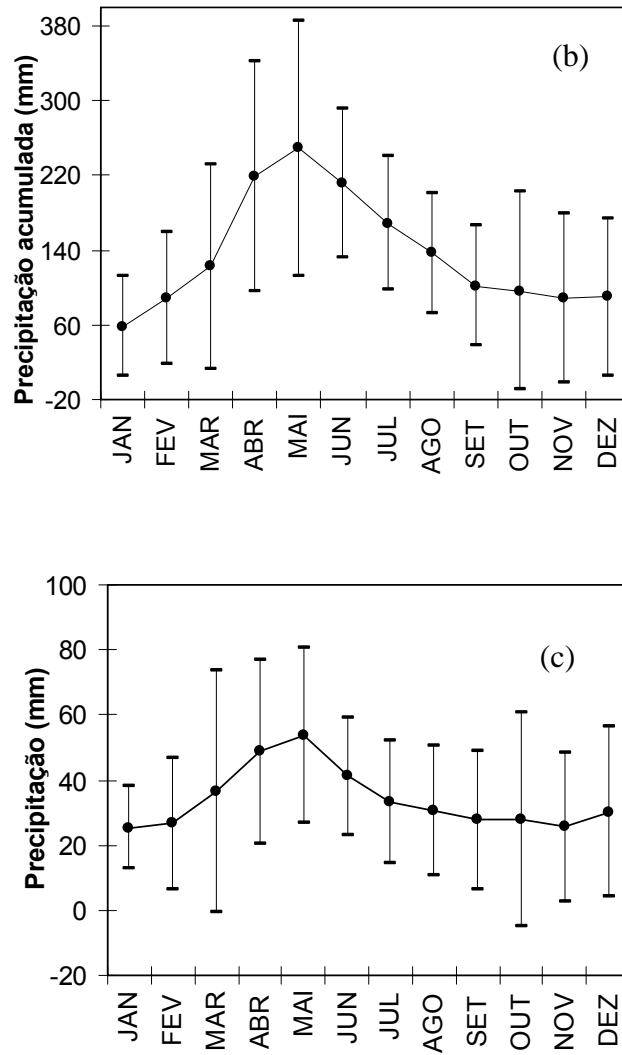 (b)
Precipitação acumulada (mm)
380
300
220
140
60
-20
JAN
FEV
MAR
ABR
MAI
JUN
JUL
AGO
SET
OUT
NOV
DEZ
(c)
Precipitação (mm)
100
80
60
40
20
0
-20
JAN
FEV
MAR
ABR
MAI
JUN
JUL
AGO
SET
OUT
NOV
DEZ